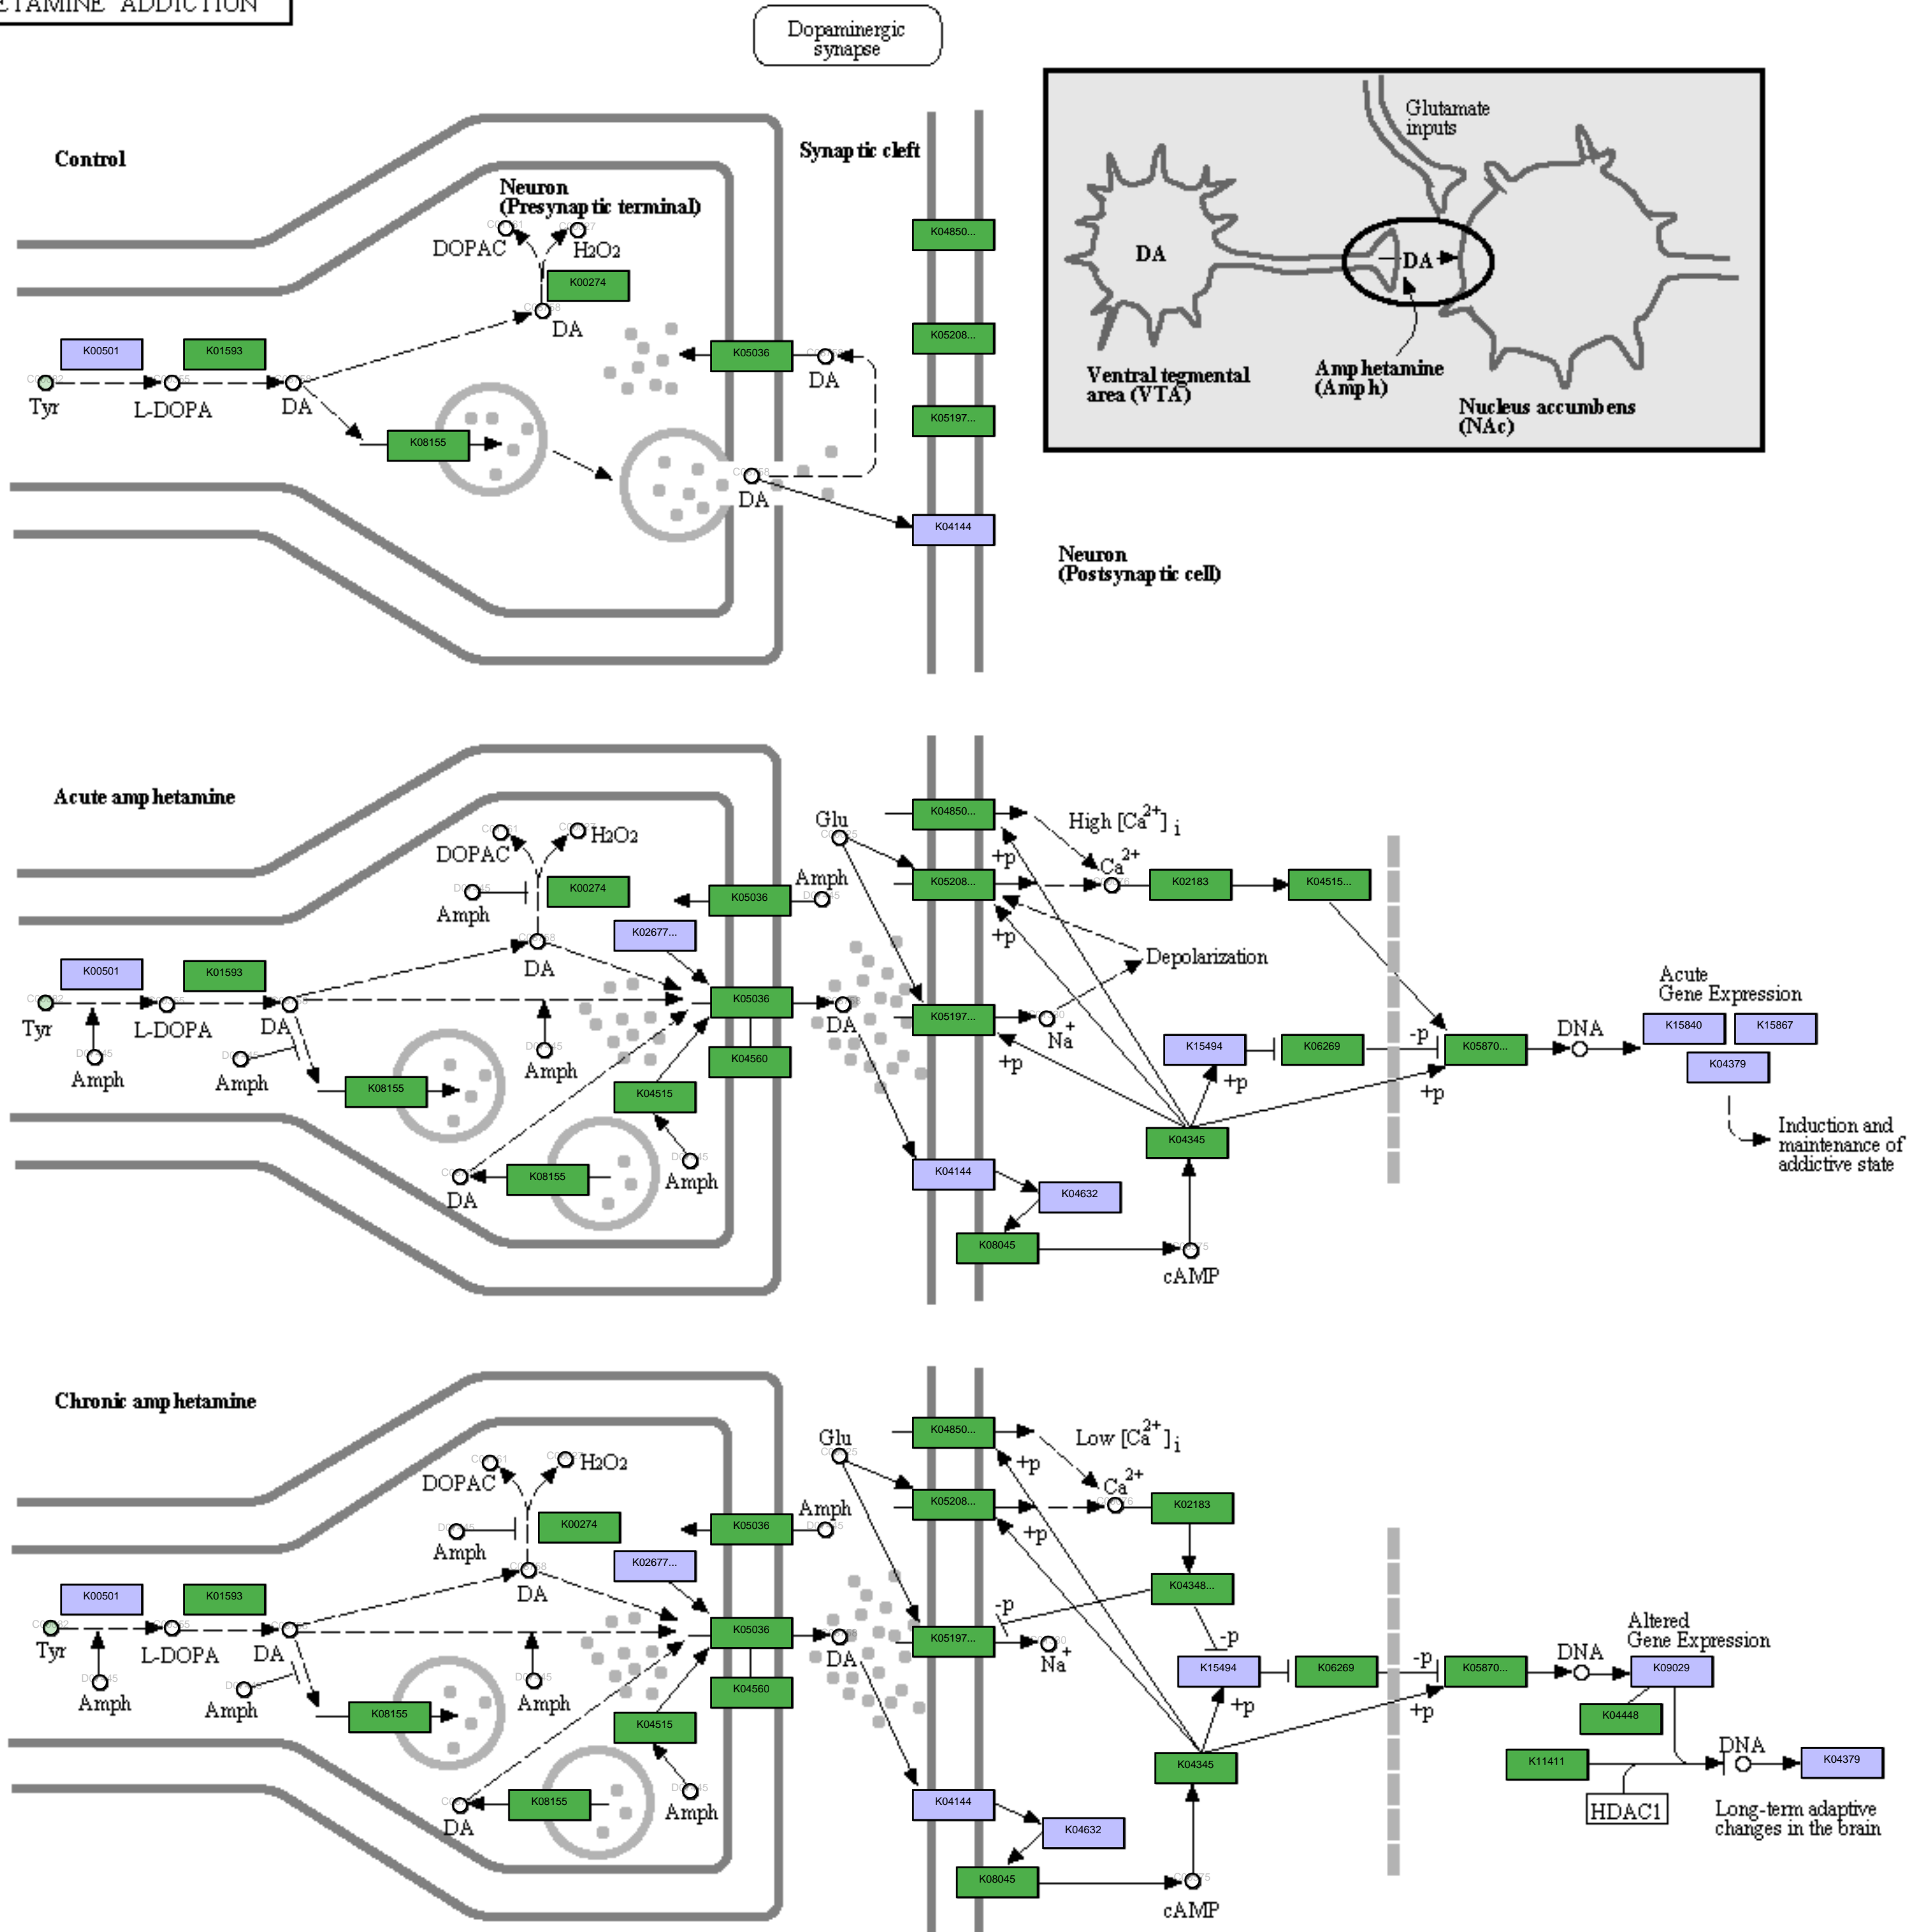 ETAMINE ADDICTION
Dopaminergic
synapse
Control
Synaptic cleft
Neuron
(Presynaptic terminal)
DOPAC
H2O2
K00274
DA
K00501
K01593
Tyr
L-DOPA
DA
K08155
K05036
DA
DA
K04850...
K05208...
K05197...
K04144
Neuron
(Postsynaptic cell)
Glutamate
inputs
DA
DA
Ventral tegmental
area (VTA)
Amphetamine
(Amph)
Nucleus accumbens
(NAc)
Acute amphetamine
DOPAC
H2O2
Amph
K00274
DA
K02677...
K05036
Amph
K00501
K01593
Tyr
L-DOPA
DA
Amph
Amph
Amph
K05036
K04560
DA
K08155
K04515
Amph
K08155
DA
Glu
K04850...
High [Ca2+]i
+p
Ca2+
K05208...
K02183
K04515...
+p
Depolarization
K05197...
Na+
+p
K15494
K06269
-p
K05870...
DNA
Acute
Gene Expression
K15840
K15867
K04379
+p
+p
K04345
Induction and
maintenance of
addictive state
K04144
K04632
K08045
cAMP
Chronic amphetamine
DOPAC
H2O2
Amph
K00274
DA
K02677...
K05036
Amph
K00501
K01593
Tyr
L-DOPA
DA
Amph
Amph
Amph
K05036
K04560
DA
K08155
K04515
Amph
K08155
DA
Glu
K04850...
Low [Ca2+]i
+p
Ca2+
K05208...
K02183
+p
K04348...
-p
K05197...
Na+
-p
K15494
K06269
-p
K05870...
DNA
Altered
Gene Expression
K09029
K04448
+p
+p
K04345
K11411
HDAC1
DNA
K04379
Long-term adaptive
changes in the brain
K04144
K04632
K08045
cAMP